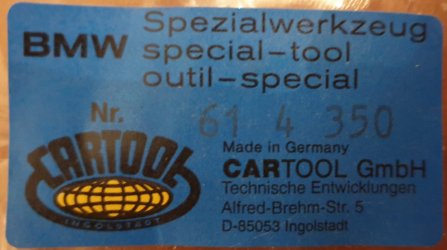 BMW
Spezialwerkzeug
special-tool
outil-special
Nr. 61 4 350
CARTOOL
INGOLSTADT
Made in Germany
CARTOOL GmbH
Technische Entwicklungen
Alfred-Brehm-Str. 5
D-85053 Ingolstadt